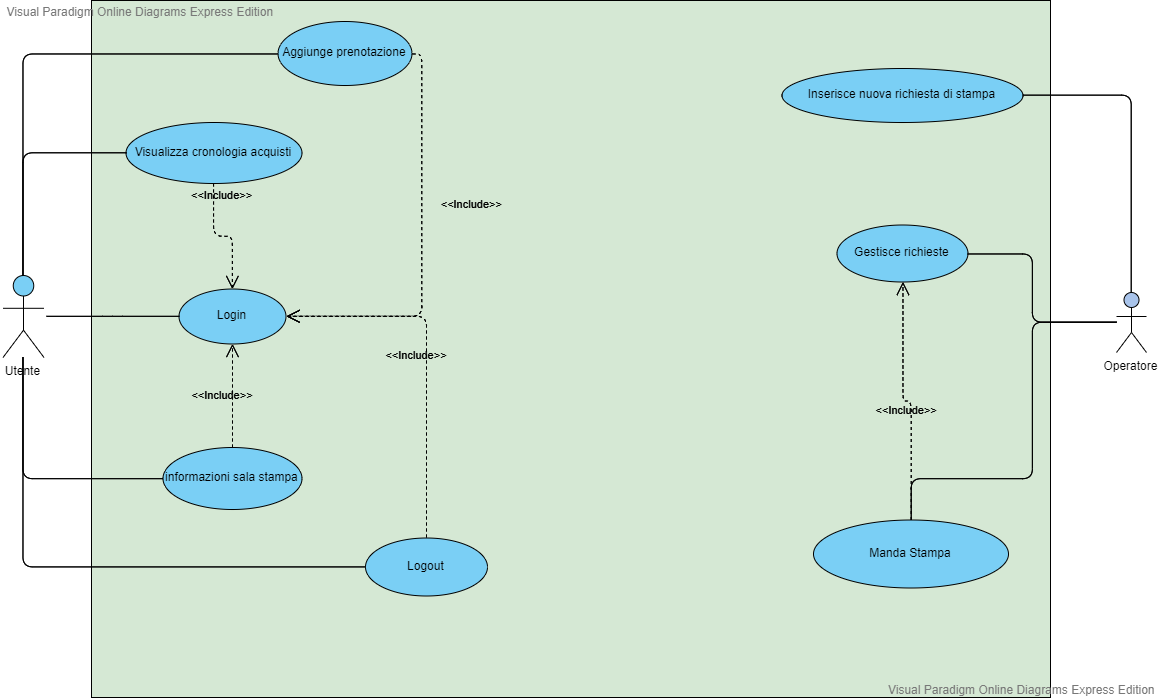 Visual Paradigm Online Diagrams Express Edition
Aggiunge prenotazione
Inserisce nuova richiesta di stampa
Visualizza cronologia acquisti
<<Include>>
<<Include>>
Gestisce richieste
Login
Utente
Operatore
<<Include>>
<<Include>>
<<Include>>
informazioni sala stampa
Manda Stampa
Logout
Visual Paradigm Online Diagrams Express Edition